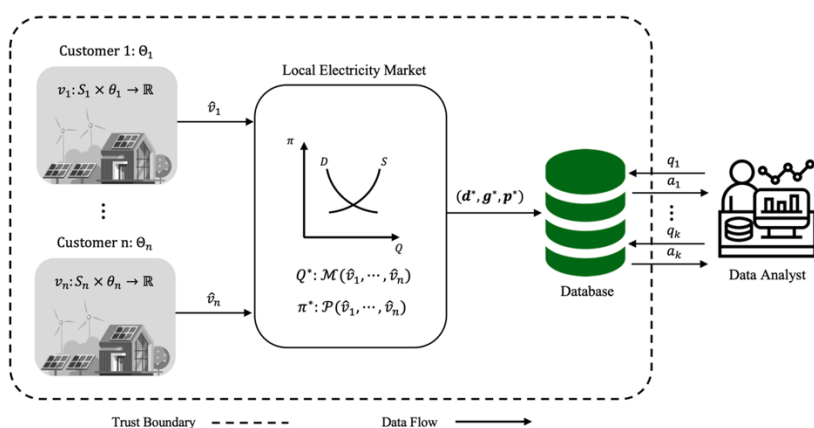 Customer 1: Θ₁
v₁: S₁ × θ₁ → ℝ
v̂₁
⋮
Customer n: Θₙ
vₙ: Sₙ × θₙ → ℝ
v̂ₙ
Local Electricity Market
π
D
S
Q
Q*: ℳ(v̂₁, ⋯, v̂ₙ)
π*: 𝒫(v̂₁, ⋯, v̂ₙ)
(d*, g*, p*)
Database
q₁
a₁
⋮
qₖ
aₖ
Data Analyst
Trust Boundary
Data Flow